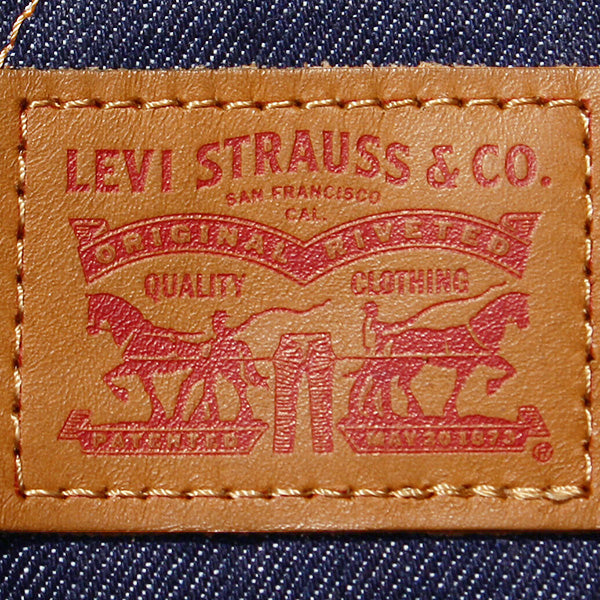 LEVI STRAUSS & CO.
SAN FRANCISCO
CAL.
ORIGINAL RIVETED
QUALITY CLOTHING
PATENTED MAY 20 1873
®